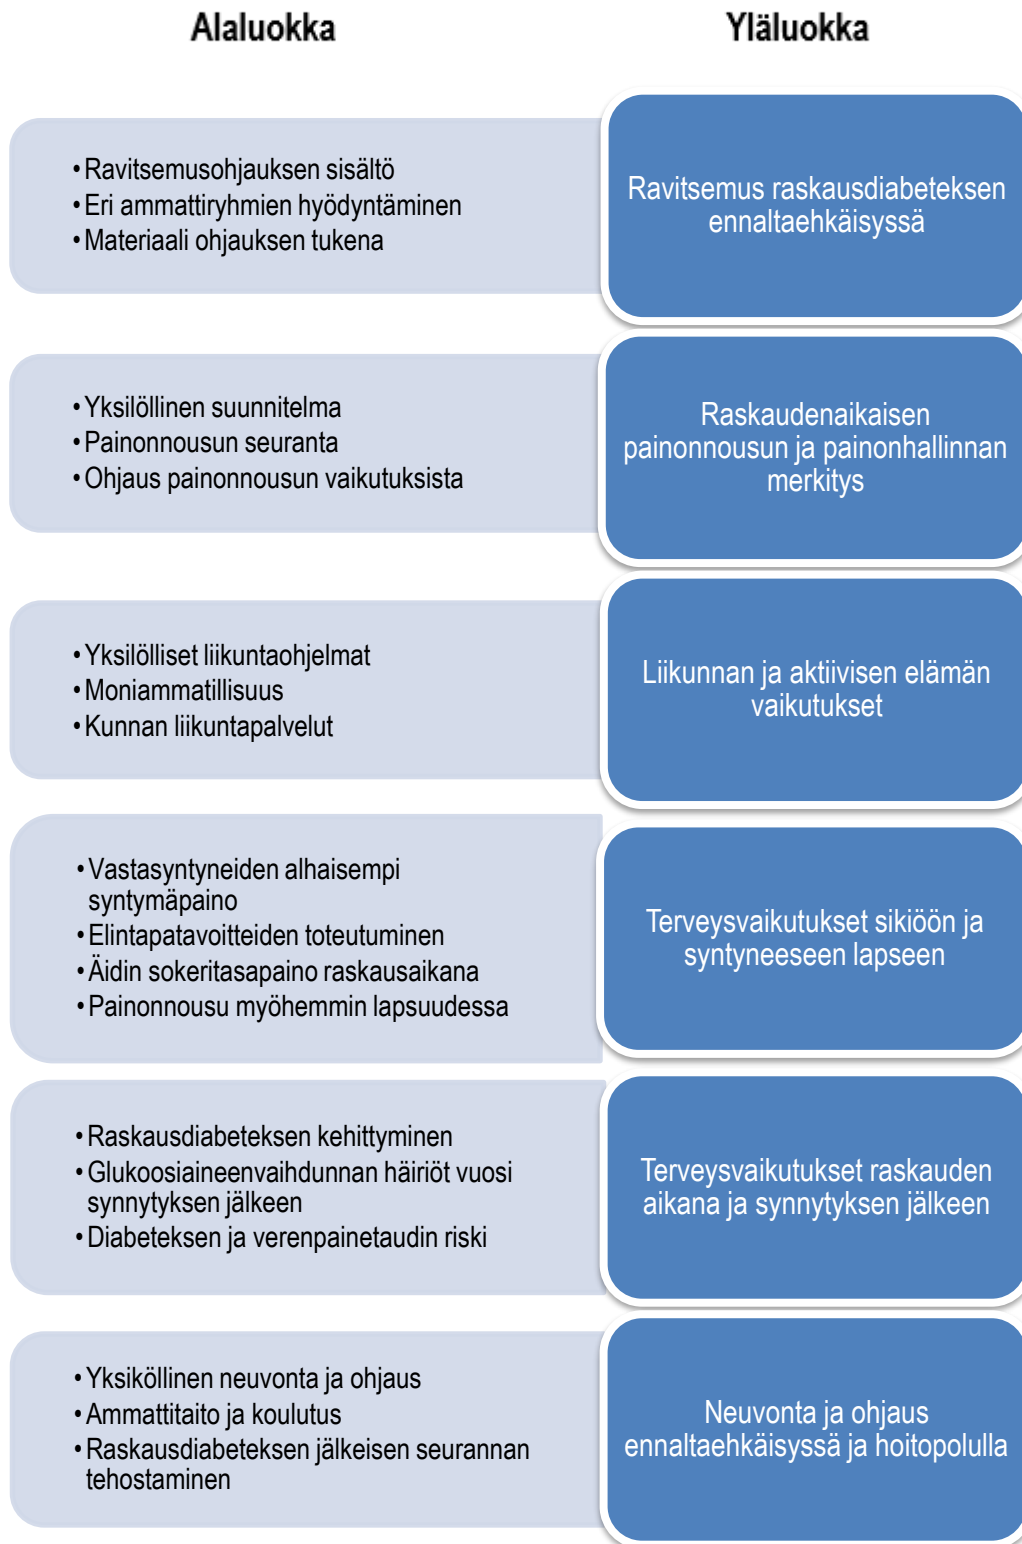 Alaluokka
Yläluokka
• Ravitsemusohjauksen sisältö
• Eri ammattiryhmien hyödyntäminen
• Materiaali ohjauksen tukena
Ravitsemus raskausdiabeteksen
ennaltaehkäisyssä
• Yksilöllinen suunnitelma
• Painonnousun seuranta
• Ohjaus painonnousun vaikutuksista
Raskaudenaikaisen
painonnousun ja painonhallinnan
merkitys
• Yksilölliset liikuntaohjelmat
• Moniammatillisuus
• Kunnan liikuntapalvelut
Liikunnan ja aktiivisen elämän
vaikutukset
• Vastasyntyneiden alhaisempi
syntymäpaino
• Elintapatavoitteiden toteutuminen
• Äidin sokeritasapaino raskausaikana
• Painonnousu myöhemmin lapsuudessa
Terveysvaikutukset sikiöön ja
syntyneeseen lapseen
• Raskausdiabeteksen kehittyminen
• Glukoosiaineenvaihdunnan häiriöt vuosi
synnytyksen jälkeen
• Diabeteksen ja verenpainetaudin riski
Terveysvaikutukset raskauden
aikana ja synnytyksen jälkeen
• Yksiköllinen neuvonta ja ohjaus
• Ammattitaito ja koulutus
• Raskausdiabeteksen jälkeisen seurannan
tehostaminen
Neuvonta ja ohjaus
ennaltaehkäisyssä ja hoitopolulla